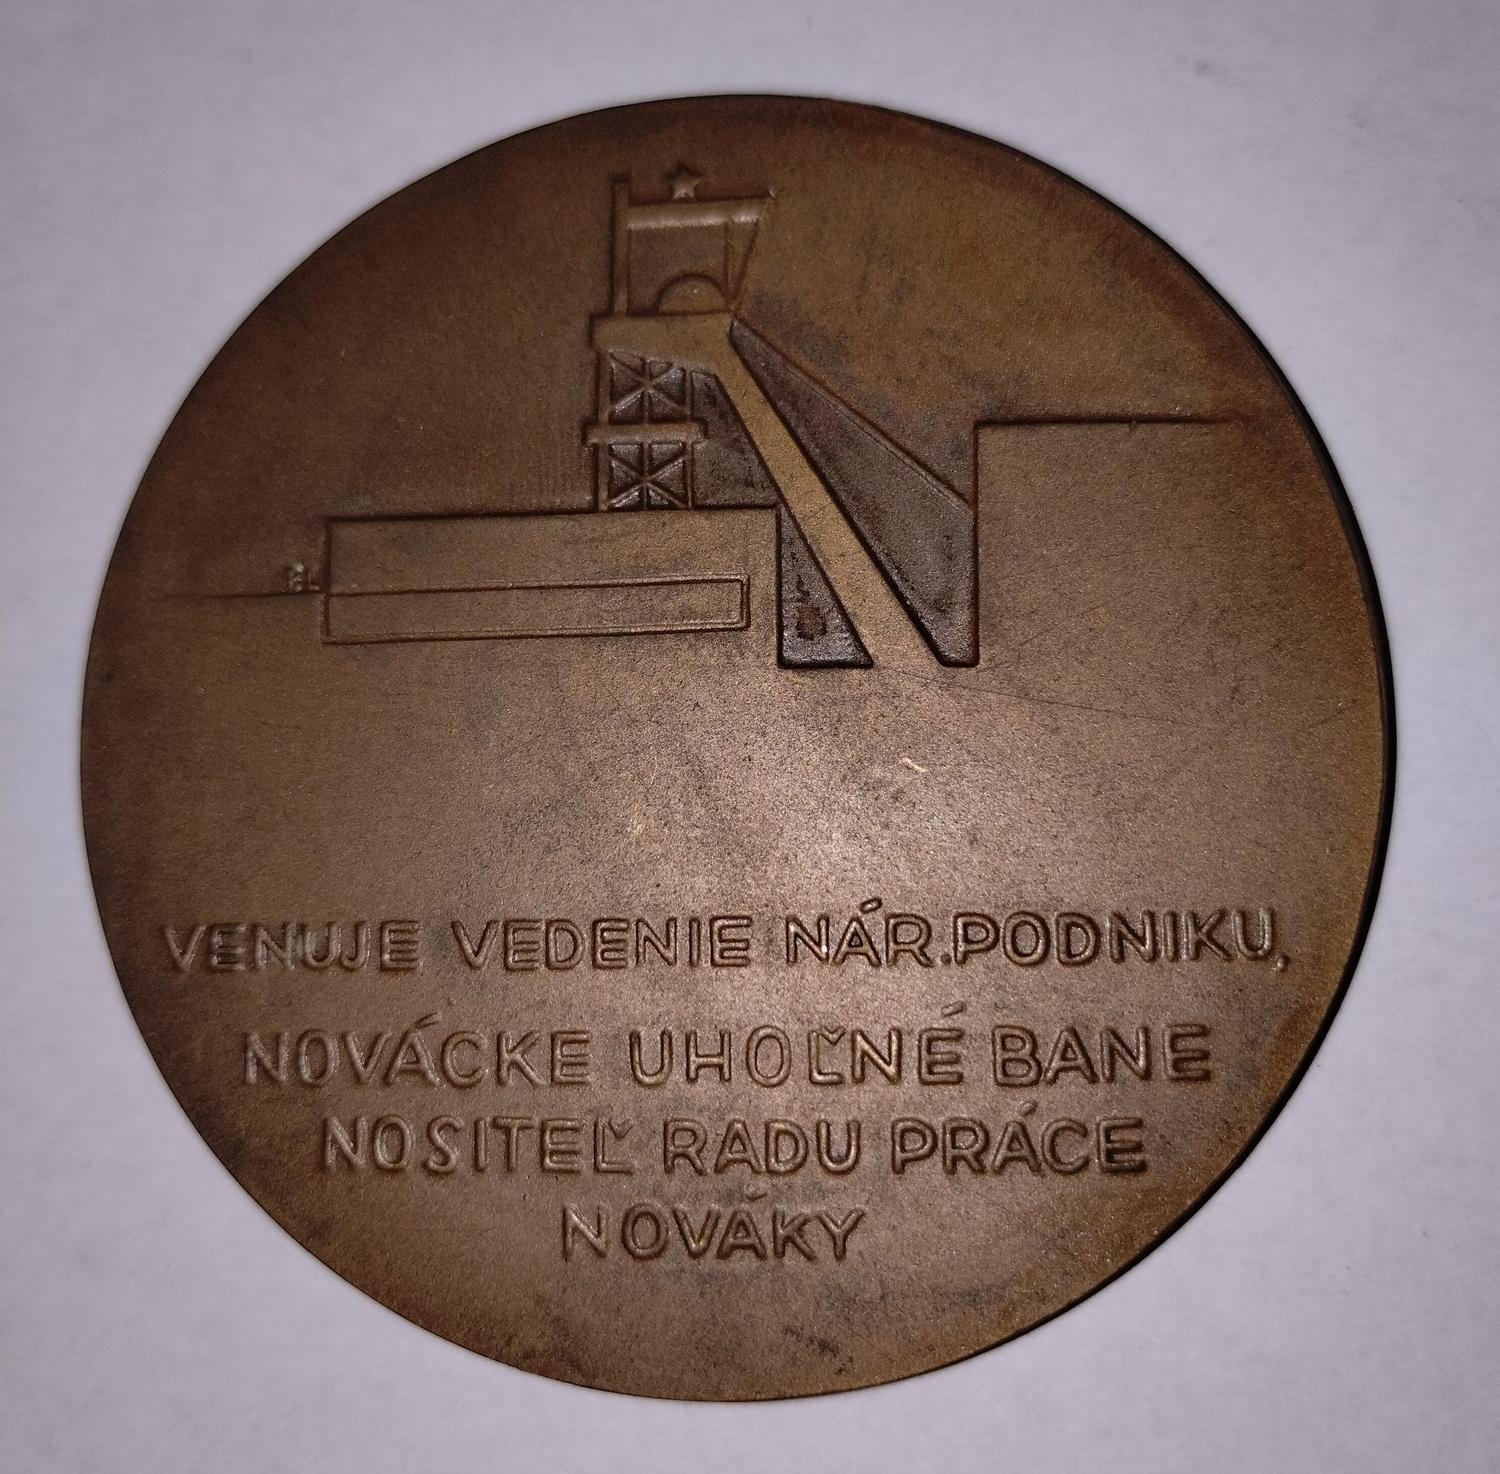 VENUJE VEDENIE NÁR.PODNIKU,
NOVÁCKE UHOĽNÉ BANE
NOSITEĽ RADU PRÁCE
NOVÁKY